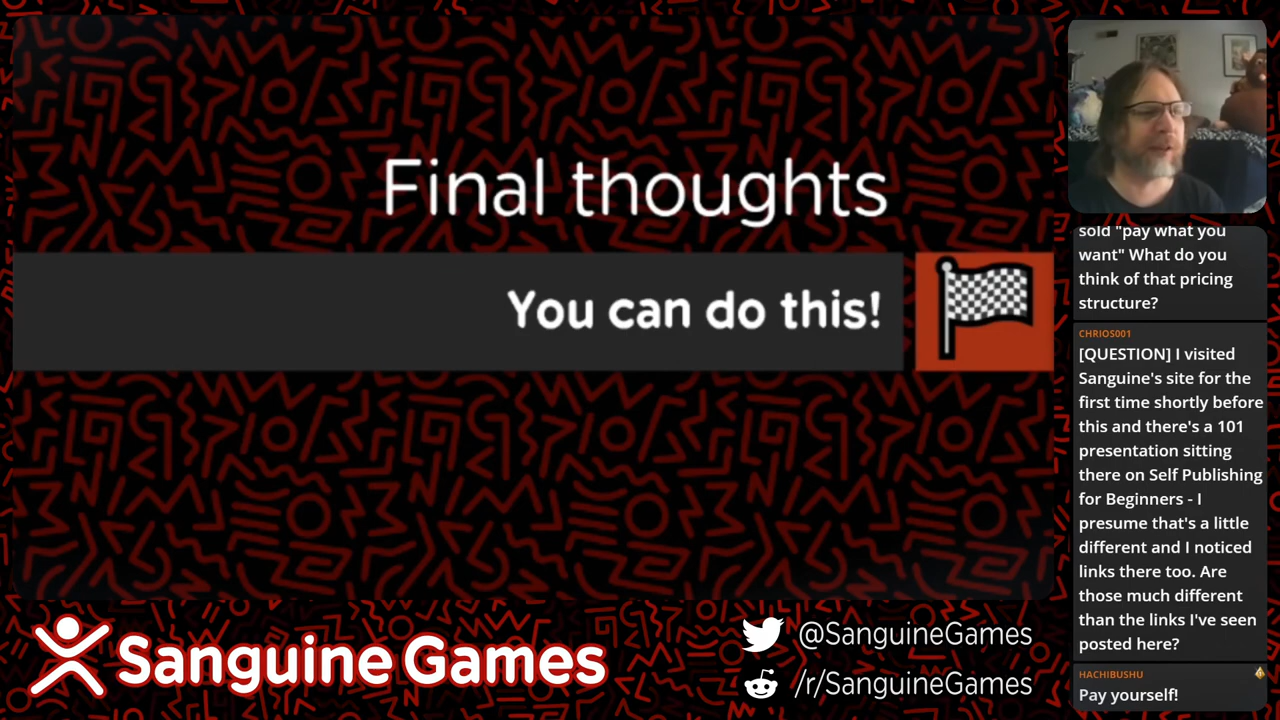 Final thoughts
You can do this!
Sanguine Games
@SanguineGames
/r/SanguineGames
sold "pay what you
want" What do you
think of that pricing
structure?
CHRIOS001
[QUESTION] I visited
Sanguine's site for the
first time shortly before
this and there's a 101
presentation sitting
there on Self Publishing
for Beginners - I
presume that's a little
different and I noticed
links there too. Are
those much different
than the links I've seen
posted here?
HACHIBUSHU
Pay yourself!